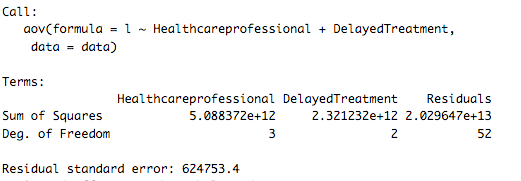 Call:
aov(formula = l ~ Healthcareprofessional + DelayedTreatment,
data = data)
Terms:
Healthcareprofessional DelayedTreatment Residuals
Sum of Squares 5.088372e+12 2.321232e+12 2.029647e+13
Deg. of Freedom 3 2 52
Residual standard error: 624753.4